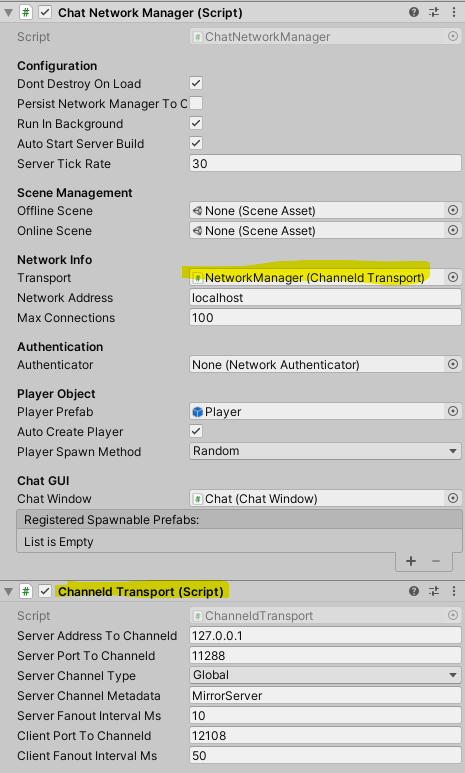 Chat Network Manager (Script)
Script ChatNetworkManager
Configuration
Dont Destroy On Load
Persist Network Manager To O
Run In Background
Auto Start Server Build
Server Tick Rate 30
Scene Management
Offline Scene None (Scene Asset)
Online Scene None (Scene Asset)
Network Info
Transport NetworkManager (Channeld Transport)
Network Address localhost
Max Connections 100
Authentication
Authenticator None (Network Authenticator)
Player Object
Player Prefab Player
Auto Create Player
Player Spawn Method Random
Chat GUI
Chat Window Chat (Chat Window)
Registered Spawnable Prefabs:
List is Empty
+ −
Channeld Transport (Script)
Script ChanneldTransport
Server Address To Channeld 127.0.0.1
Server Port To Channeld 11288
Server Channel Type Global
Server Channel Metadata MirrorServer
Server Fanout Interval Ms 10
Client Port To Channeld 12108
Client Fanout Interval Ms 50